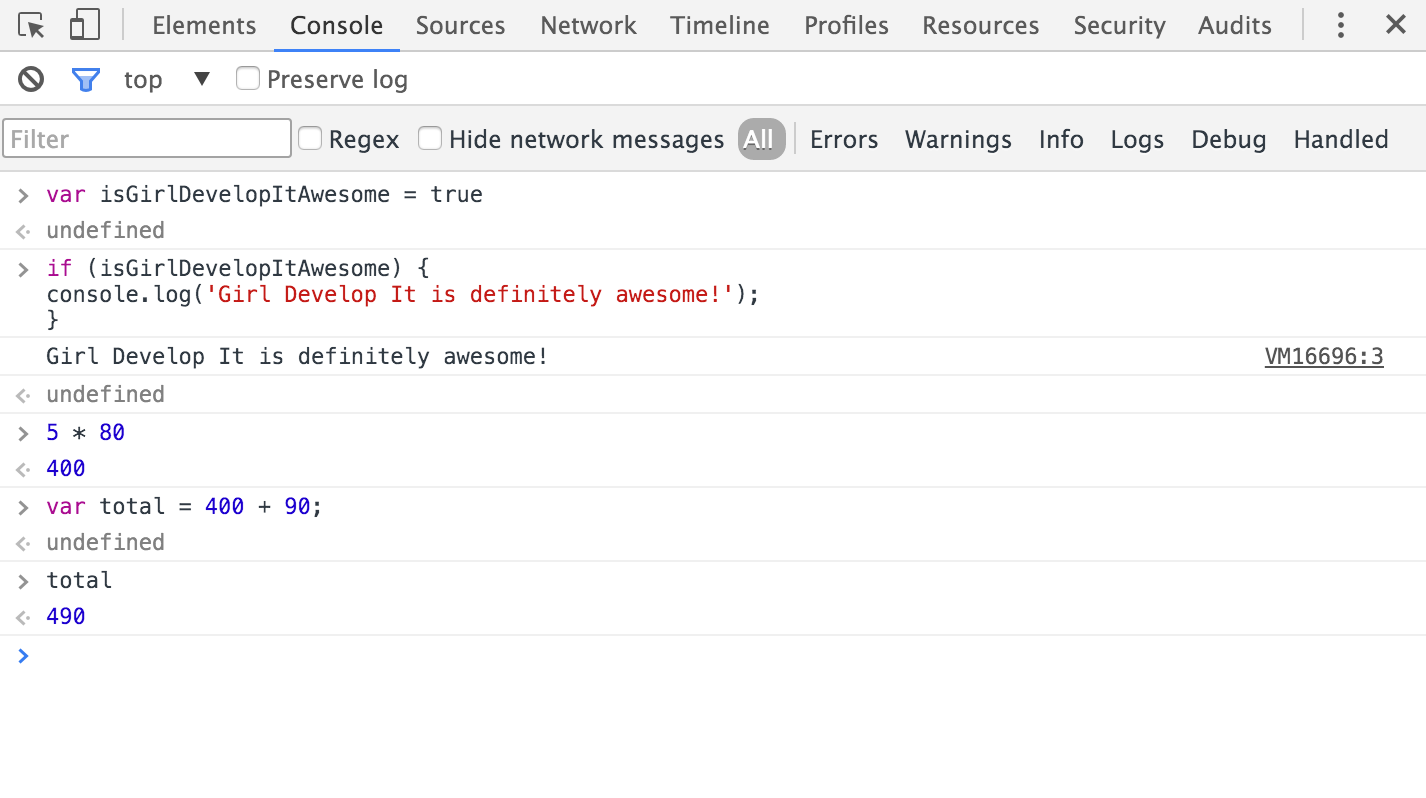 Elements Console Sources Network Timeline Profiles Resources Security Audits
top Preserve log
Filter Regex Hide network messages All Errors Warnings Info Logs Debug Handled
var isGirlDevelopItAwesome = true
undefined
if (isGirlDevelopItAwesome) {
console.log('Girl Develop It is definitely awesome!');
}
Girl Develop It is definitely awesome! VM16696:3
undefined
5 * 80
400
var total = 400 + 90;
undefined
total
490